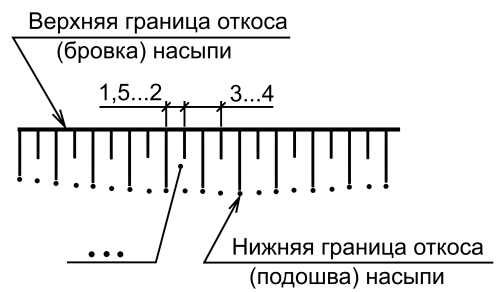 Верхняя граница откоса
(бровка) насыпи
1,5...2
3...4
...
Нижняя граница откоса
(подошва) насыпи